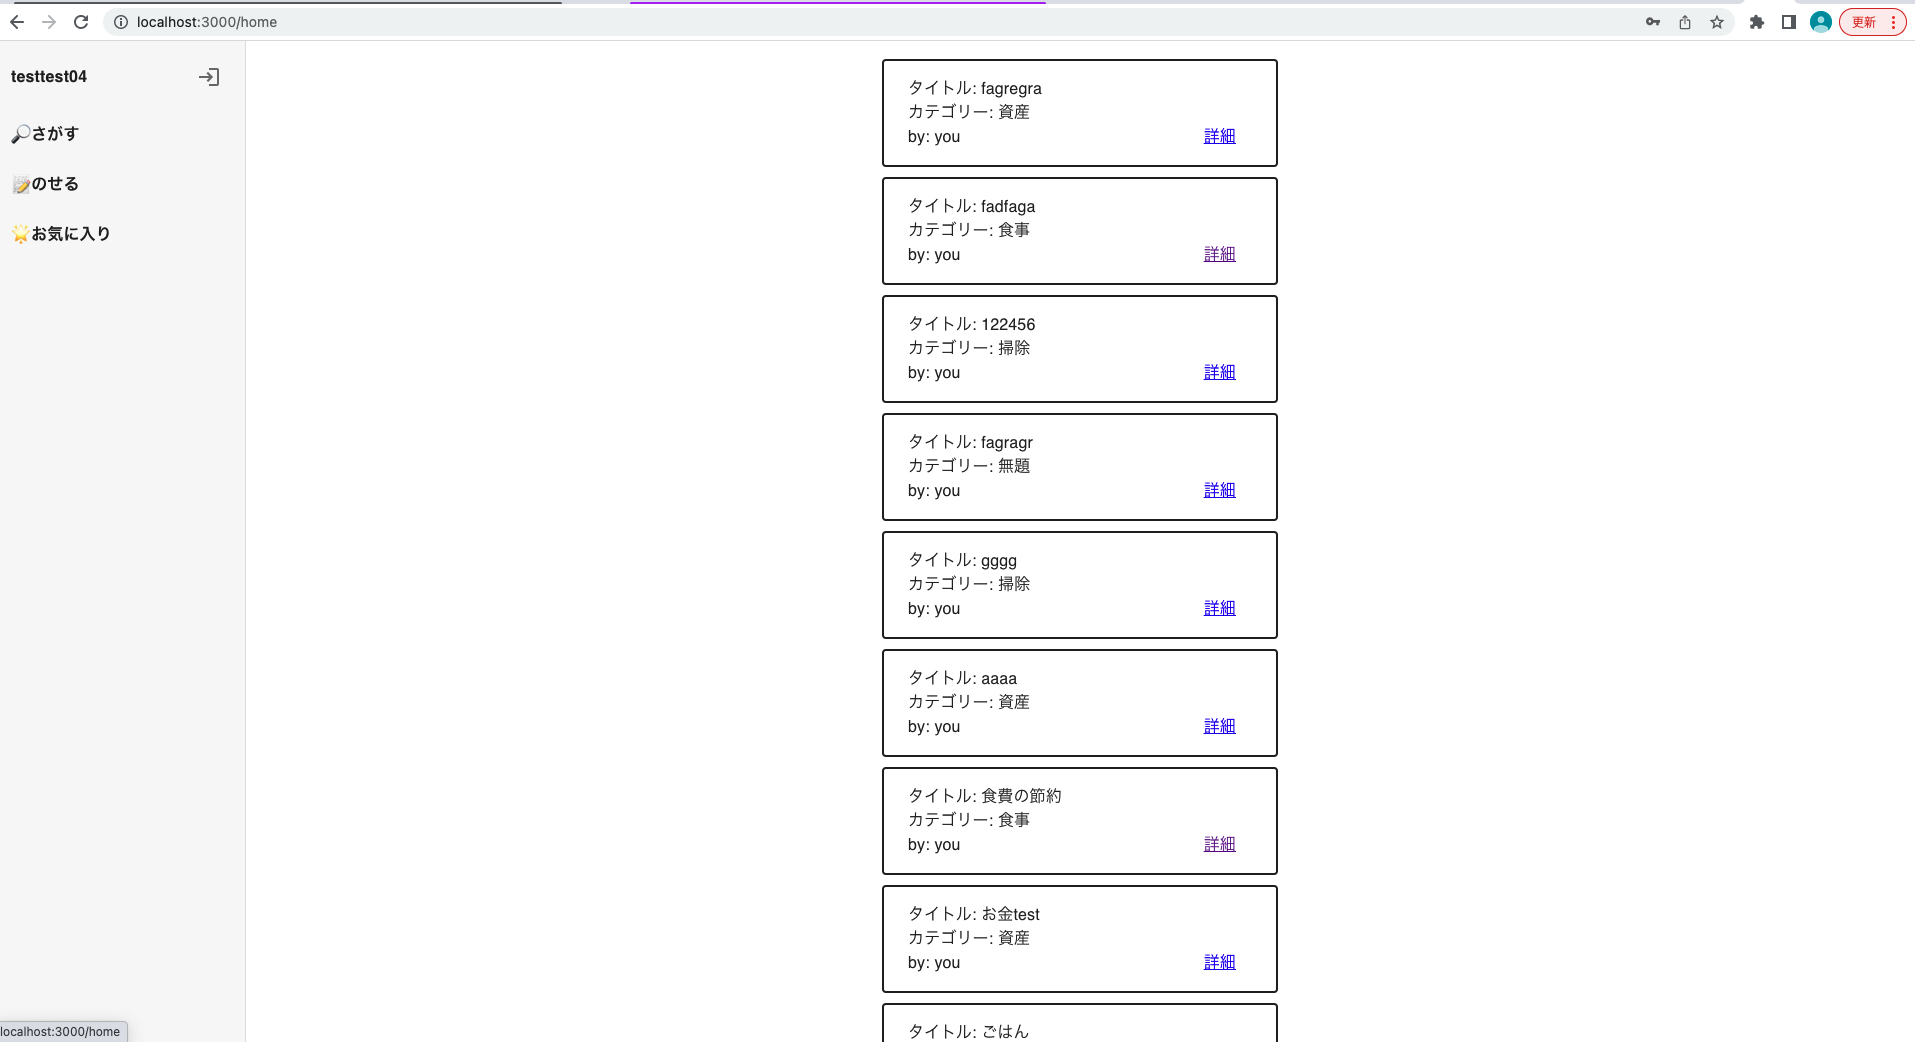 localhost:3000/home
更新
testtest04
🔎さがす
📝のせる
🌟お気に入り
タイトル: fagregra
カテゴリー: 資産
by: you 詳細
タイトル: fadfaga
カテゴリー: 食事
by: you 詳細
タイトル: 122456
カテゴリー: 掃除
by: you 詳細
タイトル: fagragr
カテゴリー: 無題
by: you 詳細
タイトル: gggg
カテゴリー: 掃除
by: you 詳細
タイトル: aaaa
カテゴリー: 資産
by: you 詳細
タイトル: 食費の節約
カテゴリー: 食事
by: you 詳細
タイトル: お金test
カテゴリー: 資産
by: you 詳細
タイトル: ごはん
localhost:3000/home